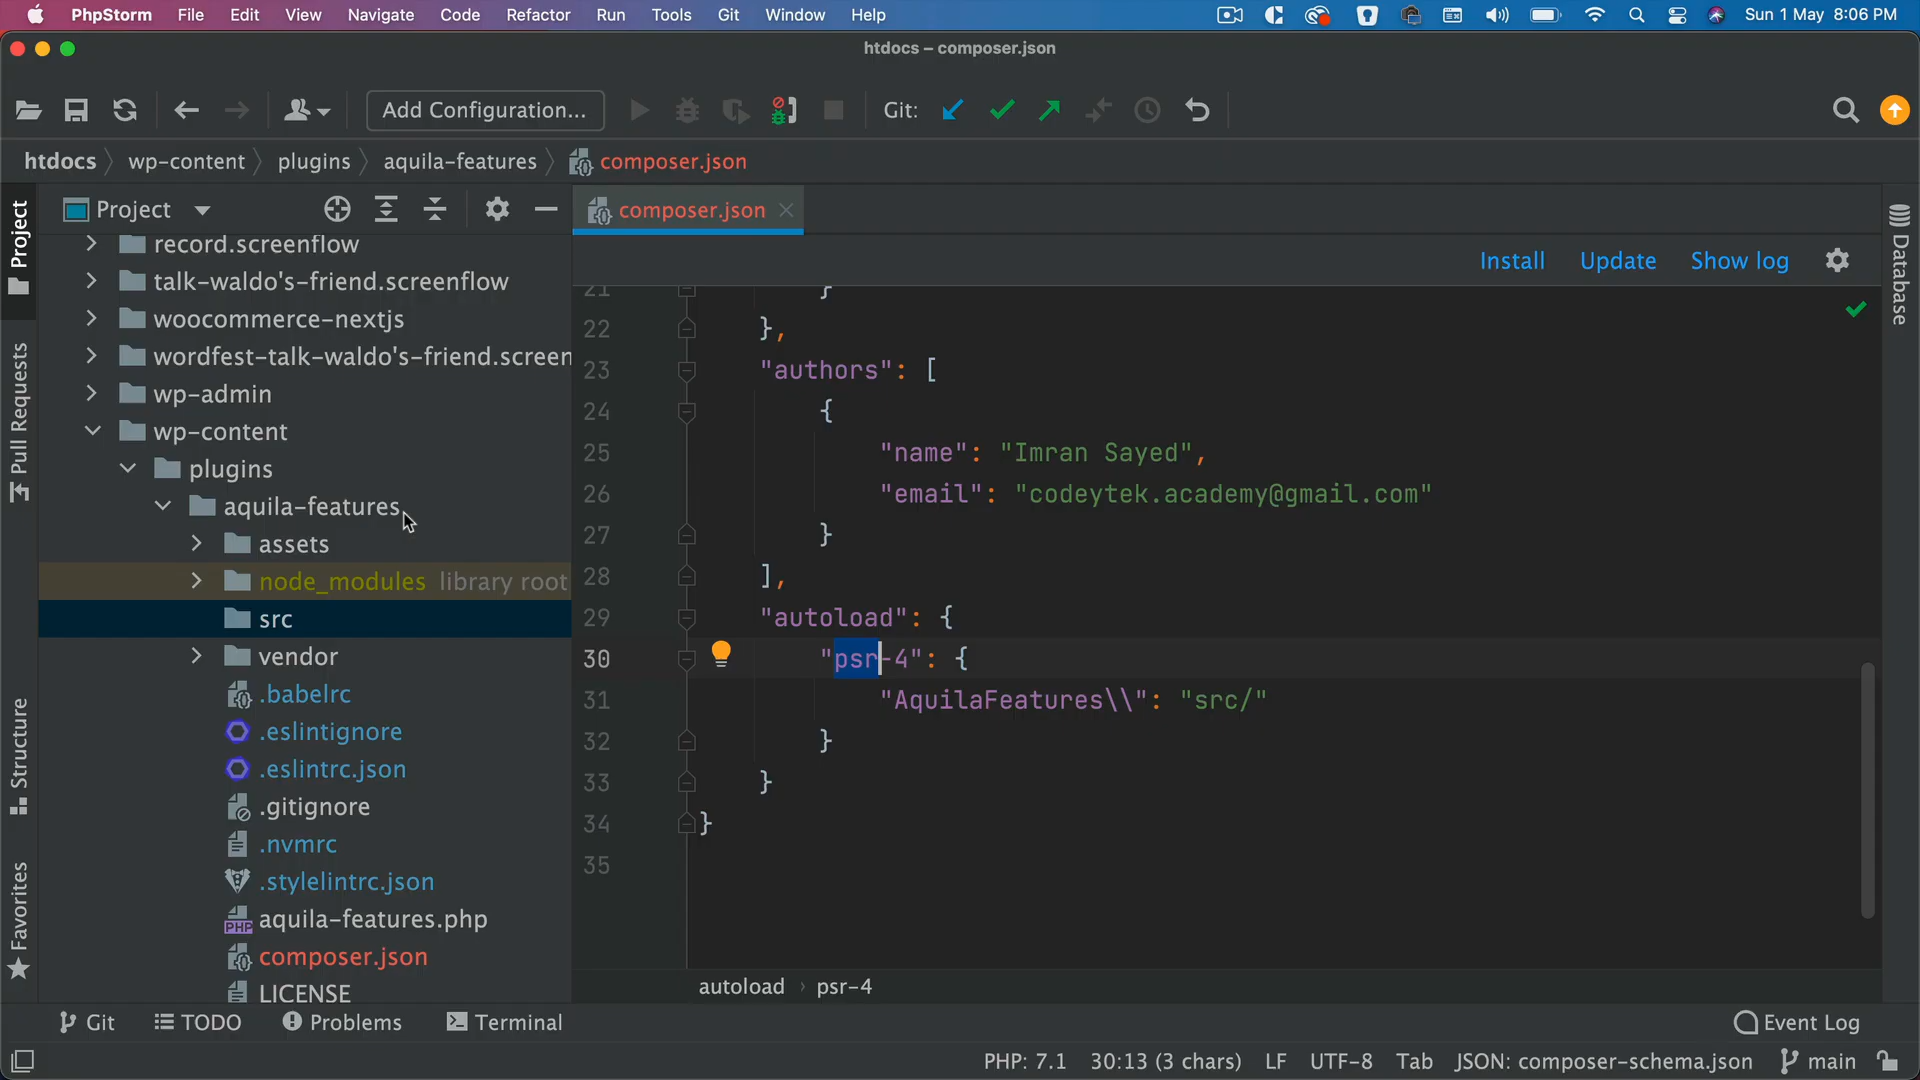 PhpStorm File Edit View Navigate Code Refactor Run Tools Git Window Help Sun 1 May 8:06 PM
htdocs – composer.json
Add Configuration... Git:
htdocs wp-content plugins aquila-features composer.json
Project
Pull Requests
Structure
Favorites
Project
record.screenflow
talk-waldo's-friend.screenflow
woocommerce-nextjs
wordfest-talk-waldo's-friend.screen
wp-admin
wp-content
plugins
aquila-features
assets
node_modules library root
src
vendor
.babelrc
.eslintignore
.eslintrc.json
.gitignore
.nvmrc
.stylelintrc.json
aquila-features.php
composer.json
LICENSE
composer.json
Install Update Show log
21 }
22 },
23 "authors": [
24 {
25 "name": "Imran Sayed",
26 "email": "codeytek.academy@gmail.com"
27 }
28 ],
29 "autoload": {
30 "psr-4": {
31 "AquilaFeatures\\": "src/"
32 }
33 }
34 }
35
autoload › psr-4
Database
Git TODO Problems Terminal Event Log
PHP: 7.1 30:13 (3 chars) LF UTF-8 Tab JSON: composer-schema.json main